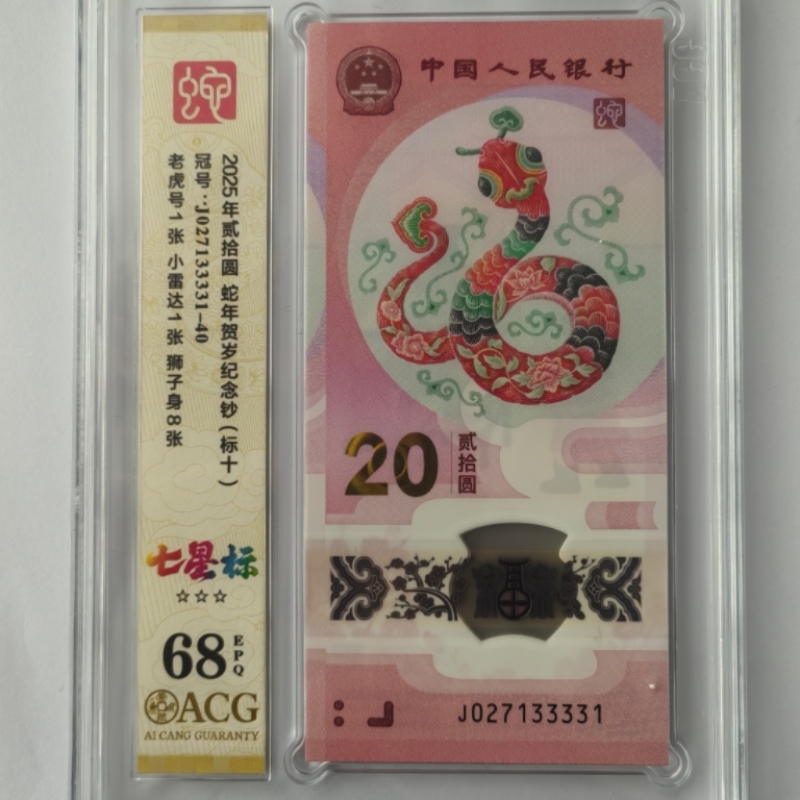 蛇
2025年贰拾圆 蛇年贺岁纪念钞(标十)
冠号:J027133331-40
老虎号1张 小雷达1张 狮子身8张
七星标
☆☆☆
68 EPQ
ACG
AI CANG GUARANTY
中国人民银行
蛇
20 贰拾圆
J027133331